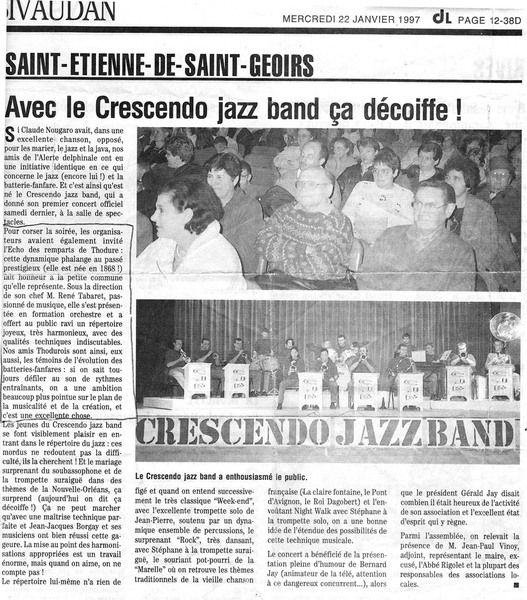 BIVAUDAN
MERCREDI 22 JANVIER 1997 dL PAGE 12-38D
SAINT-ETIENNE-DE-SAINT-GEOIRS
Avec le Crescendo jazz band ça décoiffe !
Si Claude Nougaro avait, dans une
excellente chanson, opposé,
pour les marier, le jazz et la java, nos
amis de l'Alerte delphinale ont eu
une initiative identique en ce qui
concerne le jazz (encore lui !) et la
batterie-fanfare. Et c'est ainsi qu'est
né le Crescendo jazz band, qui a
donné son premier concert officiel
samedi dernier, à la salle de spec-
tacles.
Pour corser la soirée, les organisa-
teurs avaient également invité
l'Echo des remparts de Thodure :
cette dynamique phalange au passé
prestigieux (elle est née en 1868 !)
fait honneur à la petite commune
qu'elle représente. Sous la direction
de son chef M. René Tabaret, pas-
sionné de musique, elle s'est présen-
tée en formation orchestre et a
offert au public ravi un répertoire
joyeux, très harmonieux, avec des
qualités techniques indiscutables.
Nos amis Thodurois sont ainsi, eux
aussi, les témoins de l'évolution des
batteries-fanfares : si on sait tou-
jours défiler au son de rythmes
entraînants, on a une ambition
beaucoup plus pointue sur le plan de
la musicalité et de la création, et
c'est une excellente chose.
Les jeunes du Crescendo jazz band
se font visiblement plaisir en en-
trant dans le répertoire du jazz : ces
mordus ne redoutent pas la diffi-
culté, ils la cherchent ! Et le mariage
surprenant du soubassophone et de
la trompette suraiguë dans des
thèmes de la Nouvelle-Orléans, ça
surprend (aujourd'hui on dit ça
décoiffe !) Ça ne peut marcher
qu'avec une maîtrise technique par-
faite et Jean-Jacques Borgay et ses
musiciens ont bien réussi cette ga-
geure. La mise au point des harmoni-
sations appropriées est un travail
énorme, mais quand on aime, on ne
compte pas !
Le répertoire lui-même n'a rien de
CRESCENDO JAZZ BAND
Le Crescendo jazz band a enthousiasmé le public.
figé et quand on entend successive-
ment le très classique "Week-end",
avec l'excellente trompette solo de
Jean-Pierre, soutenu par un dyna-
mique ensemble de percussions, le
surprenant "Rock", très dansant,
avec Stéphane à la trompette surai-
guë, le souriant pot-pourri de la
"Marelle" où on retrouve les thèmes
traditionnels de la vieille chanson
française (La claire fontaine, le Pont
d'Avignon, le Roi Dagobert) et l'en-
voûtant Night Walk avec Stéphane à
la trompette solo, on a une bonne
idée de l'étendue des possibilités de
cette technique musicale.
Le concert a bénéficié de la présenta-
tion pleine d'humour de Bernard
Jay (animateur de la télé, attention
à ce dangereux concurrent...), alors
que le président Gérald Jay disait
combien il était heureux de l'activité
de son association et l'excellent état
d'esprit qui y règne.
Parmi l'assemblée, on relevait la
présence de M. Jean-Paul Vinoy,
adjoint, représentant le maire, ex-
cusé, l'Abbé Rigolet et la plupart des
responsables des associations lo-
cales.